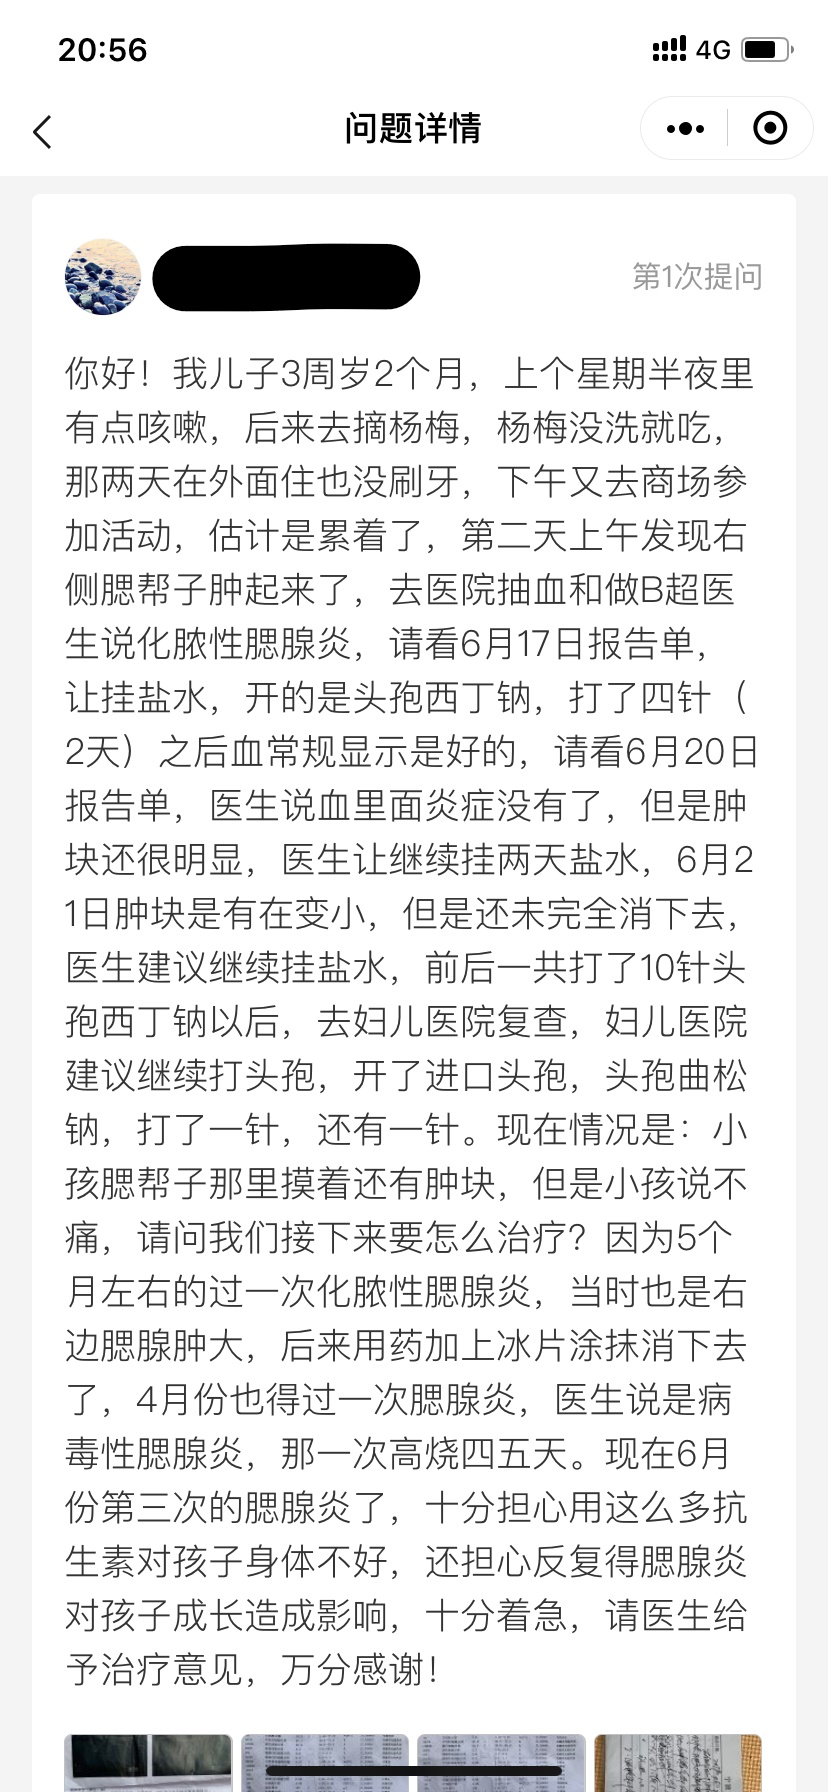 20:56
4G
问题详情
第1次提问
你好！我儿子3周岁2个月，上个星期半夜里
有点咳嗽，后来去摘杨梅，杨梅没洗就吃，
那两天在外面住也没刷牙，下午又去商场参
加活动，估计是累着了，第二天上午发现右
侧腮帮子肿起来了，去医院抽血和做B超医
生说化脓性腮腺炎，请看6月17日报告单，
让挂盐水，开的是头孢西丁钠，打了四针（
2天）之后血常规显示是好的，请看6月20日
报告单，医生说血里面炎症没有了，但是肿
块还很明显，医生让继续挂两天盐水，6月2
1日肿块是有在变小，但是还未完全消下去，
医生建议继续挂盐水，前后一共打了10针头
孢西丁钠以后，去妇儿医院复查，妇儿医院
建议继续打头孢，开了进口头孢，头孢曲松
钠，打了一针，还有一针。现在情况是：小
孩腮帮子那里摸着还有肿块，但是小孩说不
痛，请问我们接下来要怎么治疗？因为5个
月左右的过一次化脓性腮腺炎，当时也是右
边腮腺肿大，后来用药加上冰片涂抹消下去
了，4月份也得过一次腮腺炎，医生说是病
毒性腮腺炎，那一次高烧四五天。现在6月
份第三次的腮腺炎了，十分担心用这么多抗
生素对孩子身体不好，还担心反复得腮腺炎
对孩子成长造成影响，十分着急，请医生给
予治疗意见，万分感谢！